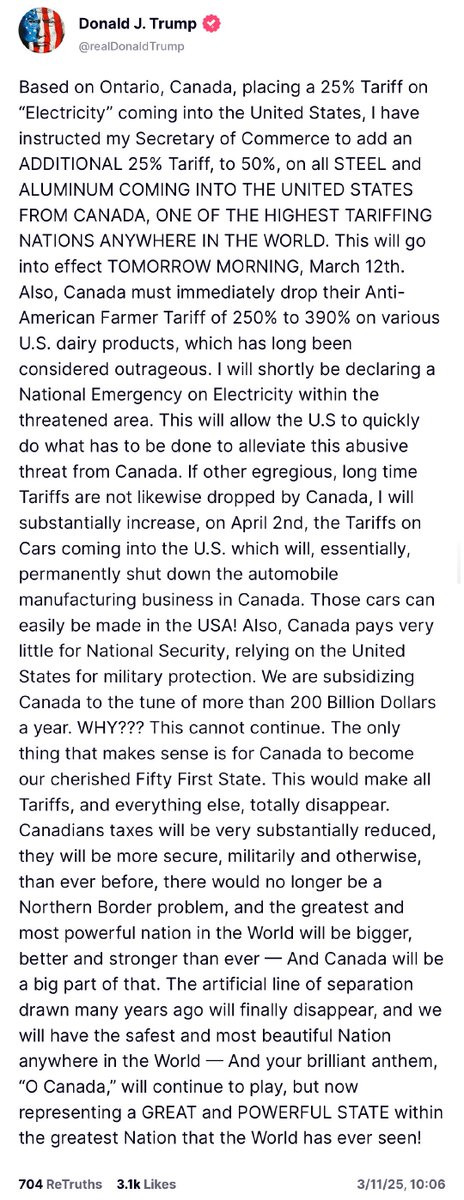 Donald J. Trump
@realDonaldTrump
Based on Ontario, Canada, placing a 25% Tariff on
“Electricity” coming into the United States, I have
instructed my Secretary of Commerce to add an
ADDITIONAL 25% Tariff, to 50%, on all STEEL and
ALUMINUM COMING INTO THE UNITED STATES
FROM CANADA, ONE OF THE HIGHEST TARIFFING
NATIONS ANYWHERE IN THE WORLD. This will go
into effect TOMORROW MORNING, March 12th.
Also, Canada must immediately drop their Anti-
American Farmer Tariff of 250% to 390% on various
U.S. dairy products, which has long been
considered outrageous. I will shortly be declaring a
National Emergency on Electricity within the
threatened area. This will allow the U.S to quickly
do what has to be done to alleviate this abusive
threat from Canada. If other egregious, long time
Tariffs are not likewise dropped by Canada, I will
substantially increase, on April 2nd, the Tariffs on
Cars coming into the U.S. which will, essentially,
permanently shut down the automobile
manufacturing business in Canada. Those cars can
easily be made in the USA! Also, Canada pays very
little for National Security, relying on the United
States for military protection. We are subsidizing
Canada to the tune of more than 200 Billion Dollars
a year. WHY??? This cannot continue. The only
thing that makes sense is for Canada to become
our cherished Fifty First State. This would make all
Tariffs, and everything else, totally disappear.
Canadians taxes will be very substantially reduced,
they will be more secure, militarily and otherwise,
than ever before, there would no longer be a
Northern Border problem, and the greatest and
most powerful nation in the World will be bigger,
better and stronger than ever — And Canada will be
a big part of that. The artificial line of separation
drawn many years ago will finally disappear, and we
will have the safest and most beautiful Nation
anywhere in the World — And your brilliant anthem,
“O Canada,” will continue to play, but now
representing a GREAT and POWERFUL STATE within
the greatest Nation that the World has ever seen!
704 ReTruths 3.1k Likes 3/11/25, 10:06